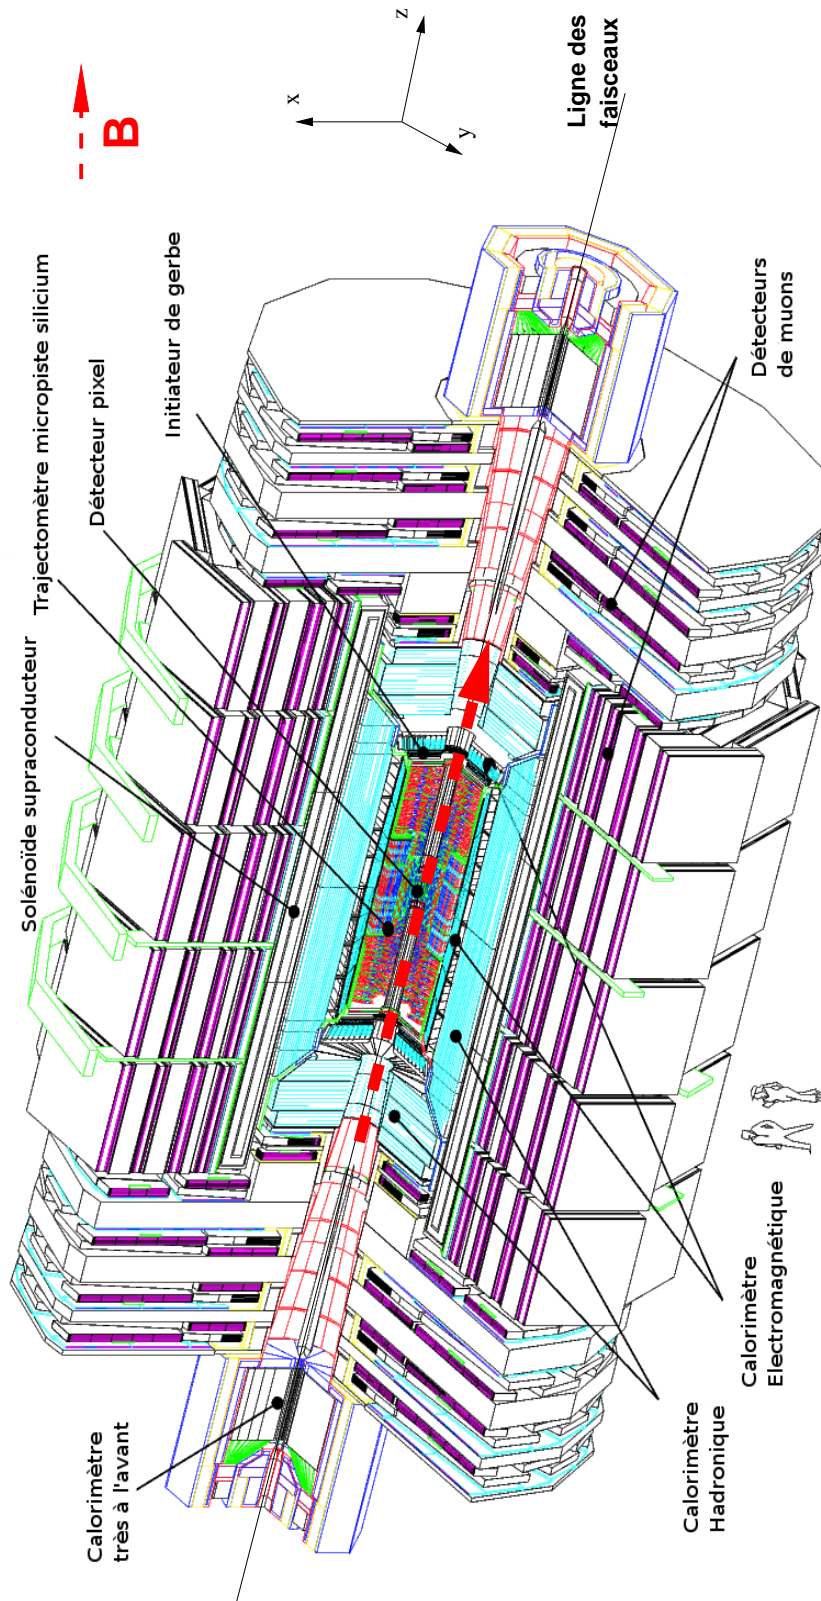 Solénoïde supraconducteur
Trajectomètre micropiste silicium
Détecteur pixel
Initiateur de gerbe
B
x
y
z
Ligne des
faisceaux
Calorimètre
très à l'avant
Calorimètre
Hadronique
Calorimètre
Electromagnétique
Détecteurs
de muons